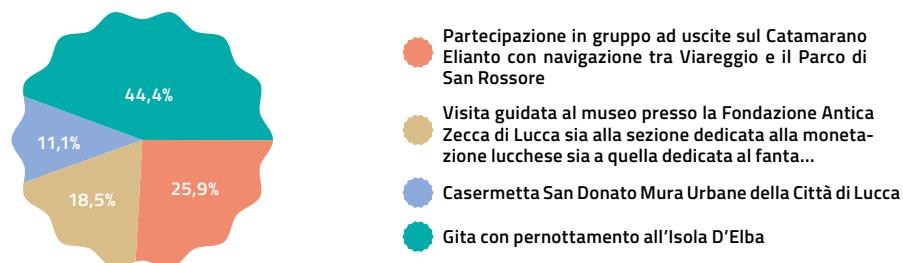 44,4%
11,1%
18,5%
25,9%
Partecipazione in gruppo ad uscite sul Catamarano
Elianto con navigazione tra Viareggio e il Parco di
San Rossore
Visita guidata al museo presso la Fondazione Antica
Zecca di Lucca sia alla sezione dedicata alla moneta-
zione lucchese sia a quella dedicata al fanta...
Casermetta San Donato Mura Urbane della Città di Lucca
Gita con pernottamento all'Isola D'Elba